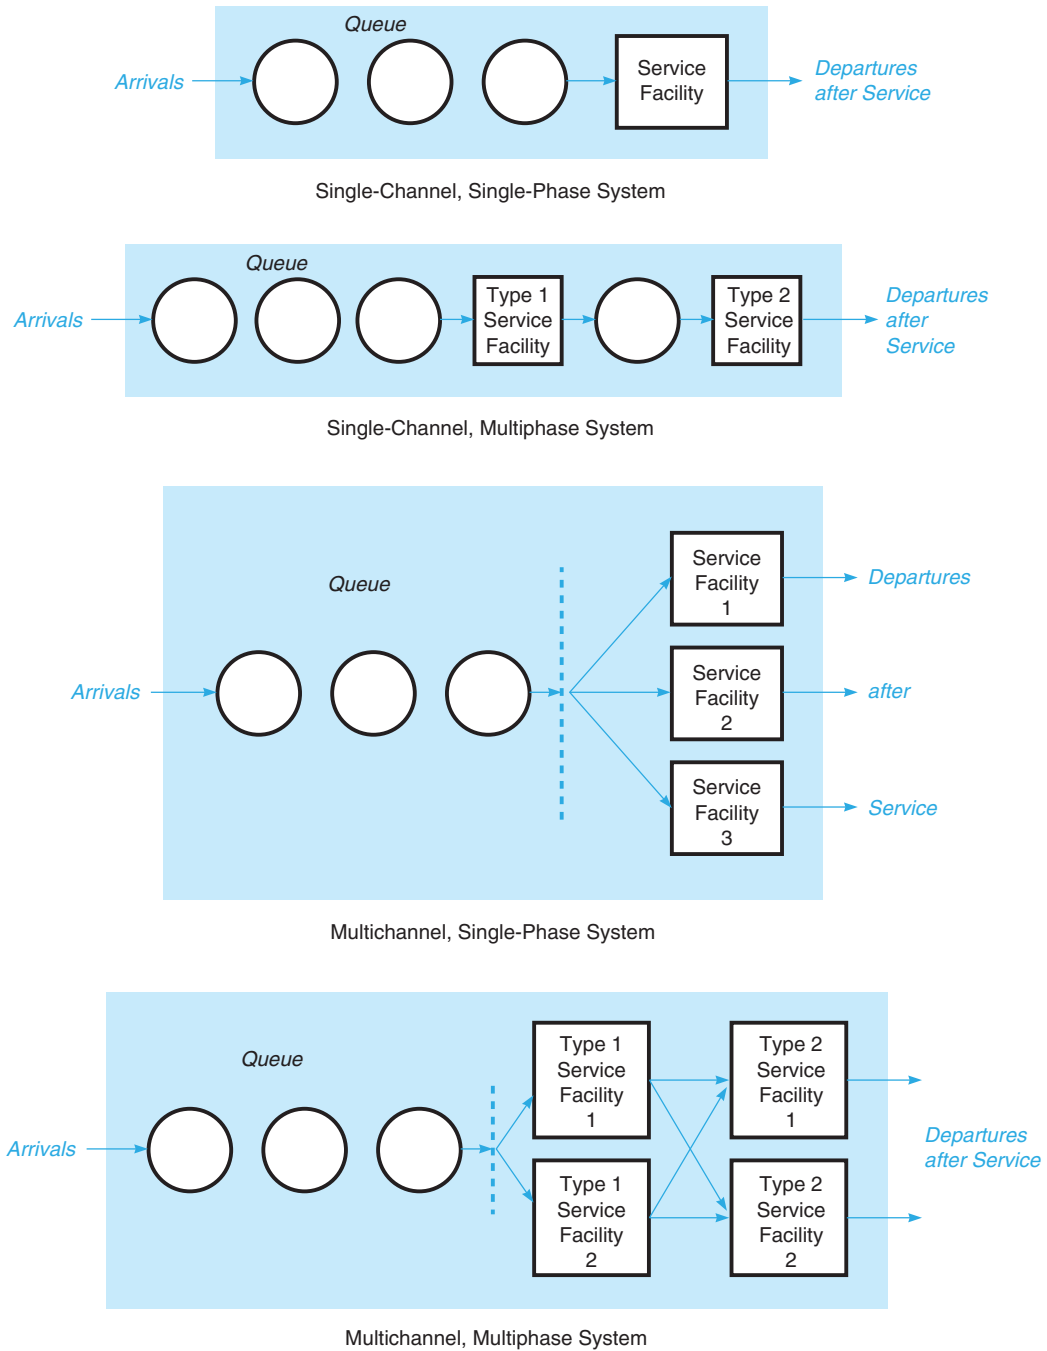 Queue
Arrivals
Service
Facility
Departures
after Service
Single-Channel, Single-Phase System
Queue
Arrivals
Type 1
Service
Facility
Type 2
Service
Facility
Departures
after
Service
Single-Channel, Multiphase System
Queue
Arrivals
Service
Facility
1
Departures
Service
Facility
2
after
Service
Facility
3
Service
Multichannel, Single-Phase System
Queue
Arrivals
Type 1
Service
Facility
1
Type 2
Service
Facility
1
Type 1
Service
Facility
2
Type 2
Service
Facility
2
Departures
after Service
Multichannel, Multiphase System